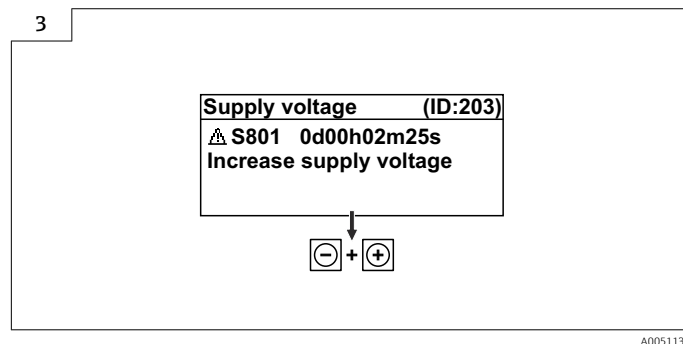 3
Supply voltage (ID:203)
⚠ S801 0d00h02m25s
Increase supply voltage
- + +
A005113